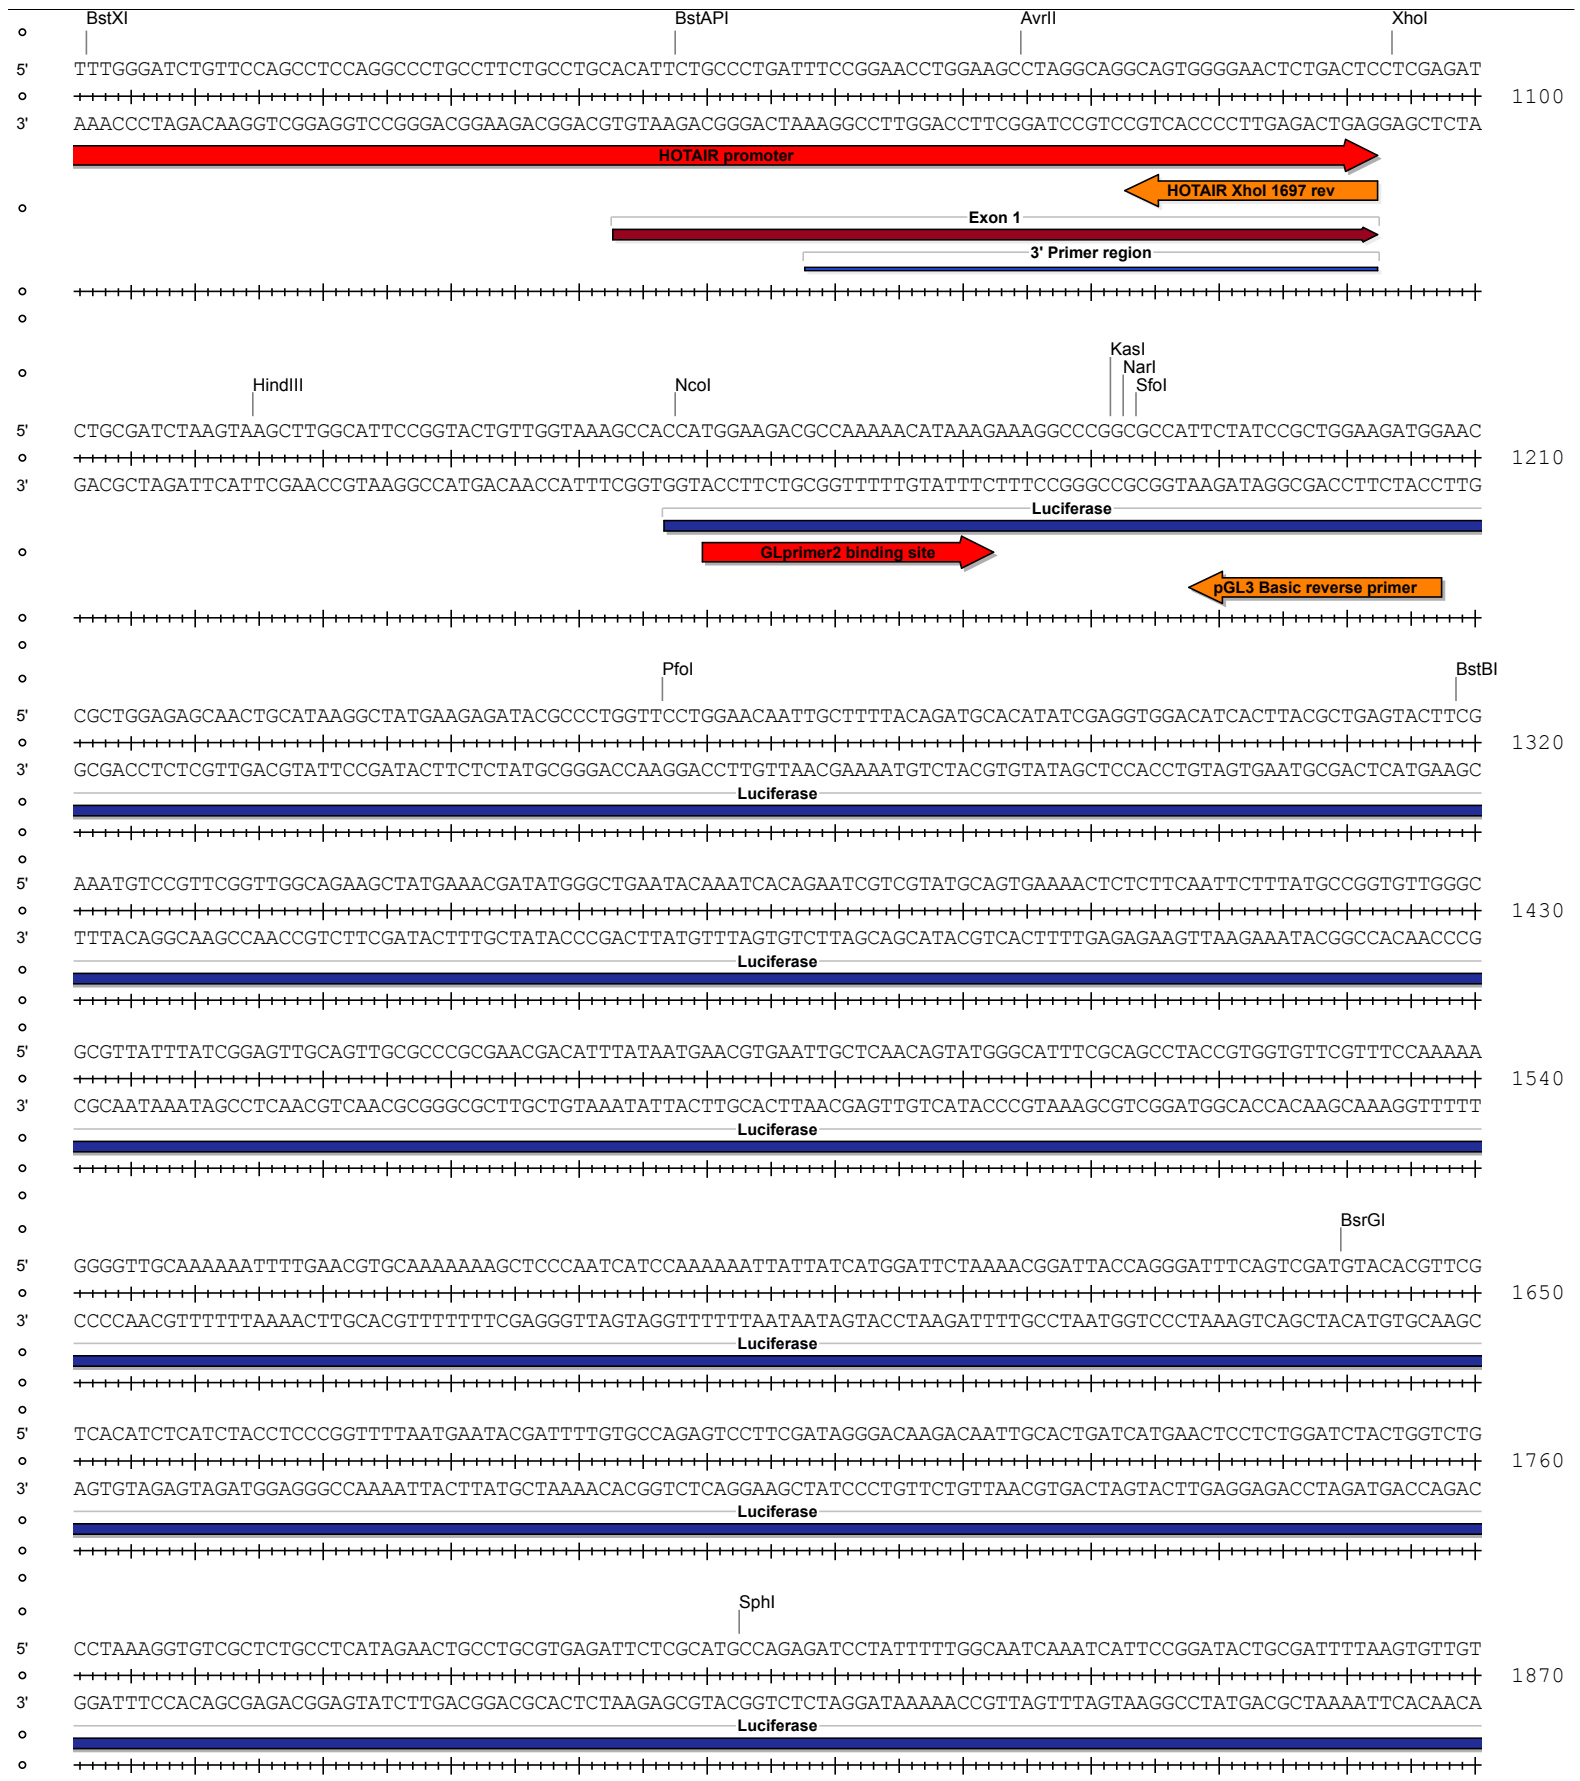 BstXI BstAPI AvrII XhoI
5' TTTGGGATCTGTTCCAGCCTCCAGGCCCTGCCTTCTGCCTGCACATTCTGCCCTGATTTCCGGAACCTGGAAGCCTAGGCAGGCAGTGGGGAACTCTGACTCCTCGAGAT
1100
3' AAACCCTAGACAAGGTCGGAGGTCCGGGACGGAAGACGGACGTGTAAGACGGGACTAAAGGCCTTGGACCTTCGGATCCGTCCGTCACCCCTTGAGACTGAGGAGCTCTA
HOTAIR promoter
HOTAIR XhoI 1697 rev
Exon 1
3' Primer region
KasI
NarI
HindIII NcoI SfoI
5' CTGCGATCTAAGTAAGCTTGGCATTCCGGTACTGTTGGTAAAGCCACCATGGAAGACGCCAAAAACATAAAGAAAGGCCCGGCGCCATTCTATCCGCTGGAAGATGGAAC
1210
3' GACGCTAGATTCATTCGAACCGTAAGGCCATGACAACCATTTCGGTGGTACCTTCTGCGGTTTTTGTATTTCTTTCCGGGCCGCGGTAAGATAGGCGACCTTCTACCTTG
Luciferase
GLprimer2 binding site
pGL3 Basic reverse primer
PfoI BstBI
5' CGCTGGAGAGCAACTGCATAAGGCTATGAAGAGATACGCCCTGGTTCCTGGAACAATTGCTTTTACAGATGCACATATCGAGGTGGACATCACTTACGCTGAGTACTTCG
1320
3' GCGACCTCTCGTTGACGTATTCCGATACTTCTCTATGCGGGACCAAGGACCTTGTTAACGAAAATGTCTACGTGTATAGCTCCACCTGTAGTGAATGCGACTCATGAAGC
Luciferase
5' AAATGTCCGTTCGGTTGGCAGAAGCTATGAAACGATATGGGCTGAATACAAATCACAGAATCGTCGTATGCAGTGAAAACTCTCTTCAATTCTTTATGCCGGTGTTGGGC
1430
3' TTTACAGGCAAGCCAACCGTCTTCGATACTTTGCTATACCCGACTTATGTTTAGTGTCTTAGCAGCATACGTCACTTTTGAGAGAAGTTAAGAAATACGGCCACAACCCG
Luciferase
5' GCGTTATTTATCGGAGTTGCAGTTGCGCCCGCGAACGACATTTATAATGAACGTGAATTGCTCAACAGTATGGGCATTTCGCAGCCTACCGTGGTGTTCGTTTCCAAAAA
1540
3' CGCAATAAATAGCCTCAACGTCAACGCGGGCGCTTGCTGTAAATATTACTTGCACTTAACGAGTTGTCATACCCGTAAAGCGTCGGATGGCACCACAAGCAAAGGTTTTT
Luciferase
BsrGI
5' GGGGTTGCAAAAAATTTTGAACGTGCAAAAAAAGCTCCCAATCATCCAAAAAATTATTATCATGGATTCTAAAACGGATTACCAGGGATTTCAGTCGATGTACACGTTCG
1650
3' CCCCAACGTTTTTTAAAACTTGCACGTTTTTTTCGAGGGTTAGTAGGTTTTTTAATAATAGTACCTAAGATTTTGCCTAATGGTCCCTAAAGTCAGCTACATGTGCAAGC
Luciferase
5' TCACATCTCATCTACCTCCCGGTTTTAATGAATACGATTTTGTGCCAGAGTCCTTCGATAGGGACAAGACAATTGCACTGATCATGAACTCCTCTGGATCTACTGGTCTG
1760
3' AGTGTAGAGTAGATGGAGGGCCAAAATTACTTATGCTAAAACACGGTCTCAGGAAGCTATCCCTGTTCTGTTAACGTGACTAGTACTTGAGGAGACCTAGATGACCAGAC
Luciferase
SphI
5' CCTAAAGGTGTCGCTCTGCCTCATAGAACTGCCTGCGTGAGATTCTCGCATGCCAGAGATCCTATTTTTGGCAATCAAATCATTCCGGATACTGCGATTTTAAGTGTTGT
1870
3' GGATTTCCACAGCGAGACGGAGTATCTTGACGGACGCACTCTAAGAGCGTACGGTCTCTAGGATAAAAACCGTTAGTTTAGTAAGGCCTATGACGCTAAAATTCACAACA
Luciferase